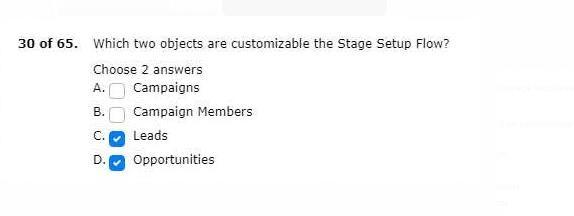 30 of 65. Which two objects are customizable the Stage Setup Flow?
Choose 2 answers
A. Campaigns
B. Campaign Members
C. Leads
D. Opportunities